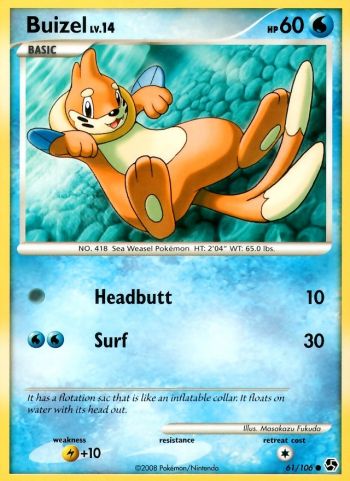 Buizel LV.14 HP 60
BASIC
NO. 418 Sea Weasel Pokémon HT: 2'04" WT: 65.0 lbs.
Headbutt 10
Surf 30
It has a flotation sac that is like an inflatable collar. It floats
on water with its head out.
Illus. Masakazu Fukuda
weakness resistance retreat cost
+10
©2008 Pokémon/Nintendo 61/106